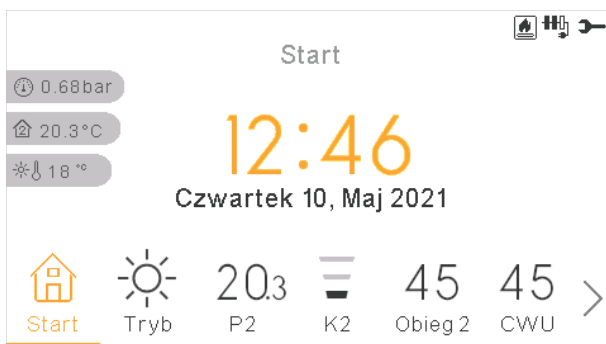 Start
0.68bar
2 20.3°C
18 °C
12:46
Czwartek 10, Maj 2021
20.3 45 45
Start Tryb P2 K2 Obieg 2 CWU